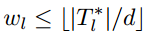 w_l ≤ ⌊|T_l^*|/d⌋